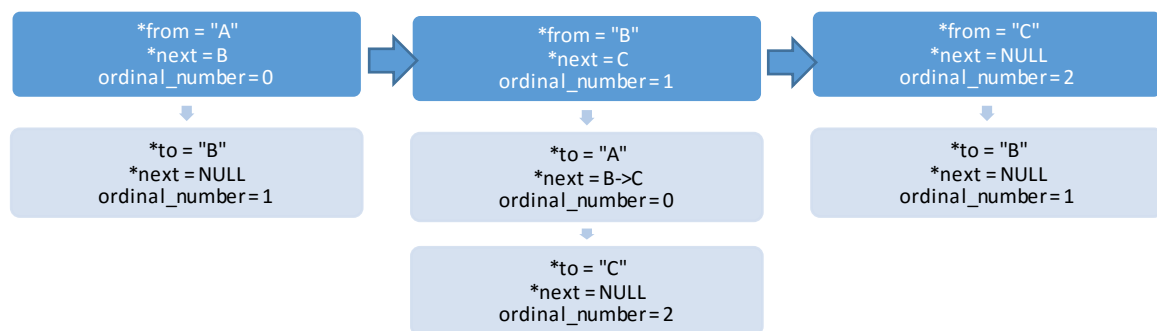 *from = "A"
*next = B
ordinal_number = 0
*from = "B"
*next = C
ordinal_number = 1
*from = "C"
*next = NULL
ordinal_number = 2
*to = "B"
*next = NULL
ordinal_number = 1
*to = "A"
*next = B->C
ordinal_number = 0
*to = "B"
*next = NULL
ordinal_number = 1
*to = "C"
*next = NULL
ordinal_number = 2